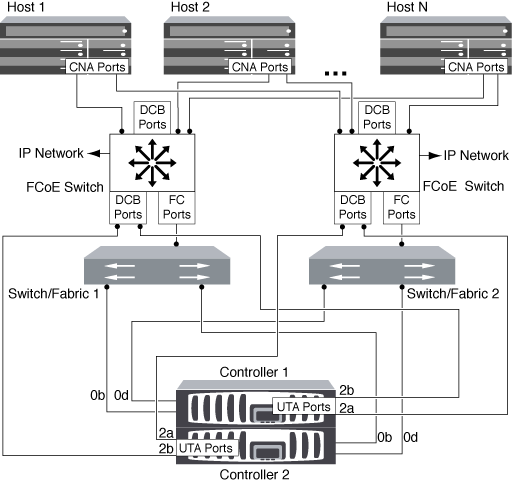 Host 1
Host 2
Host N
CNA Ports
CNA Ports
CNA Ports
DCB
Ports
DCB
Ports
IP Network
IP Network
FCoE Switch
FCoE Switch
DCB
Ports
FC
Ports
DCB
Ports
FC
Ports
Switch/Fabric 1
Switch/Fabric 2
Controller 1
0b
0d
2b
UTA Ports
2a
2a
0b
0d
2b
UTA Ports
Controller 2